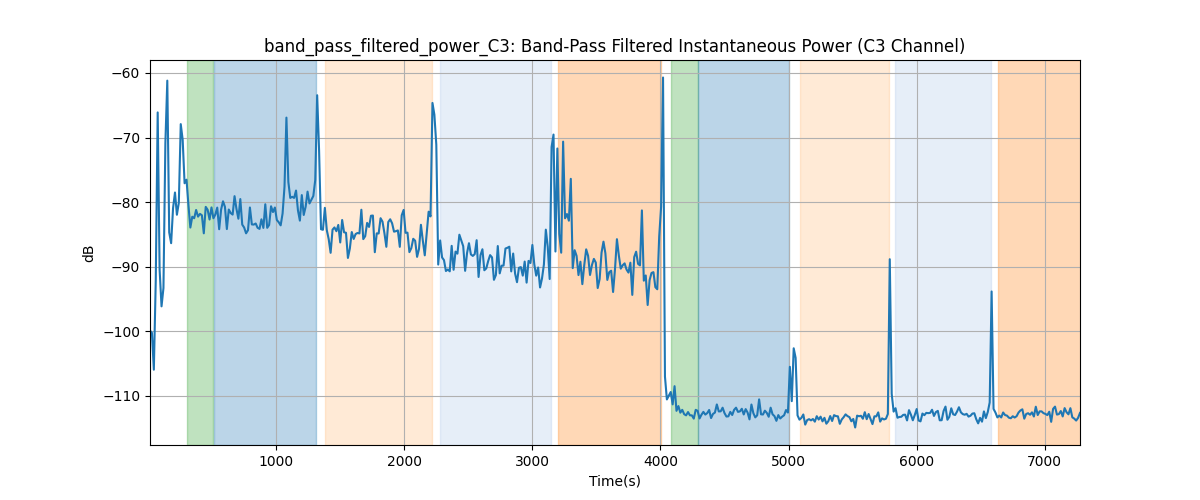 band_pass_filtered_power_C3: Band-Pass Filtered Instantaneous Power (C3 Channel)
−60
−70
−80
−90
−100
−110
dB
1000 2000 3000 4000 5000 6000 7000
Time(s)